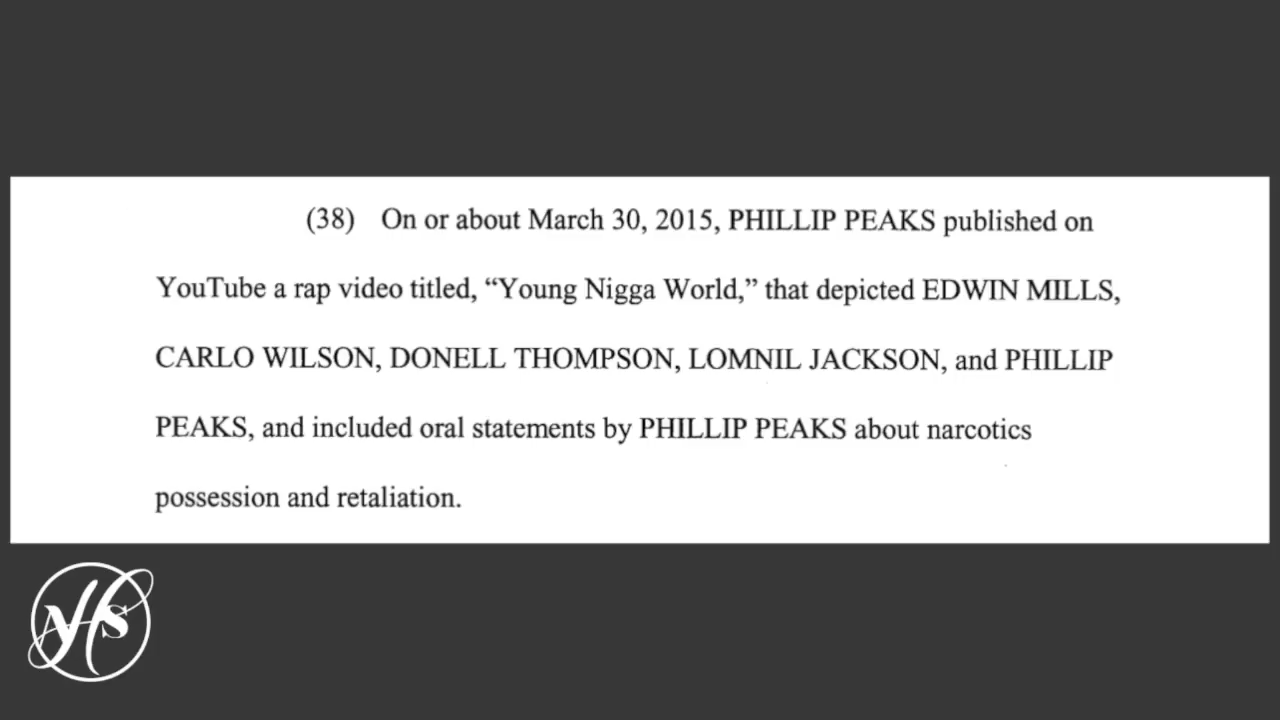 (38) On or about March 30, 2015, PHILLIP PEAKS published on
YouTube a rap video titled, “Young Nigga World,” that depicted EDWIN MILLS,
CARLO WILSON, DONELL THOMPSON, LOMNIL JACKSON, and PHILLIP
PEAKS, and included oral statements by PHILLIP PEAKS about narcotics
possession and retaliation.